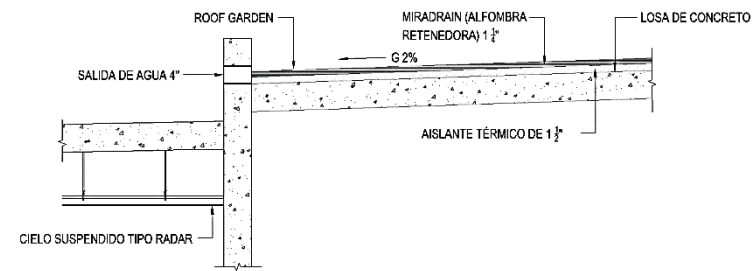 ROOF GARDEN
MIRADRAIN (ALFOMBRA
RETENEDORA) 1 1/4"
LOSA DE CONCRETO
G 2%
SALIDA DE AGUA 4"
AISLANTE TÉRMICO DE 1 1/2"
CIELO SUSPENDIDO TIPO RADAR